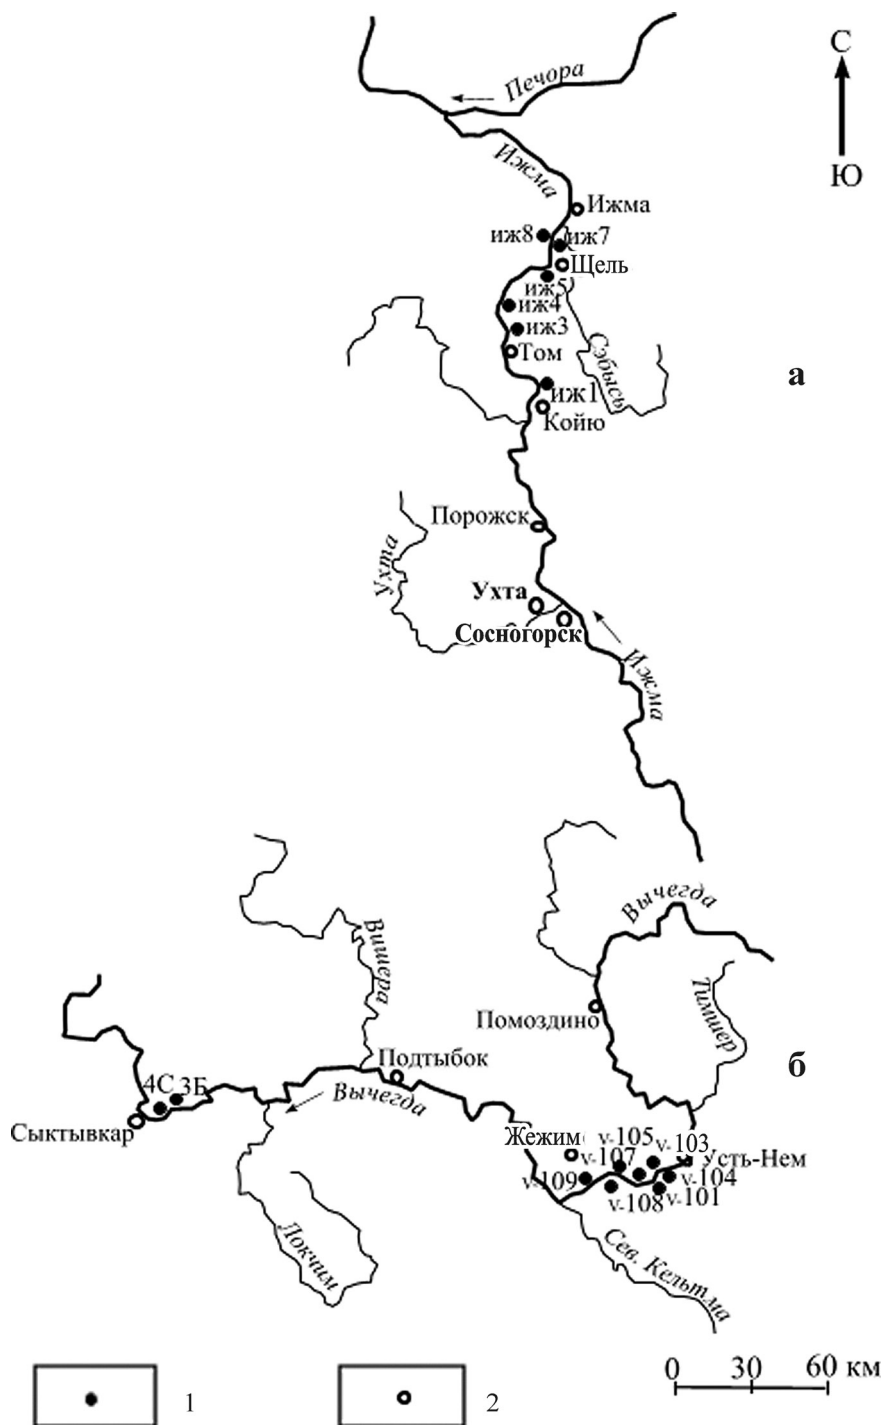 С
Печора
Ю
Ижма
Ижма
иж8
иж7
Щель
иж5
иж4
иж3
Том
Сэбысь
а
иж1
Койю
Порожск
Ухта
Ухта
Сосногорск
Ижма
Вычегда
Вишера
Тимшер
Помоздино
Подтыбок
б
4С
3Б
Вычегда
Сыктывкар
Жежим
v-105
v-103
v-107
Усть-Нем
v-109
v-104
v-101
v-108
Локчим
Сев. Кельтма
0 30 60 км
1
2